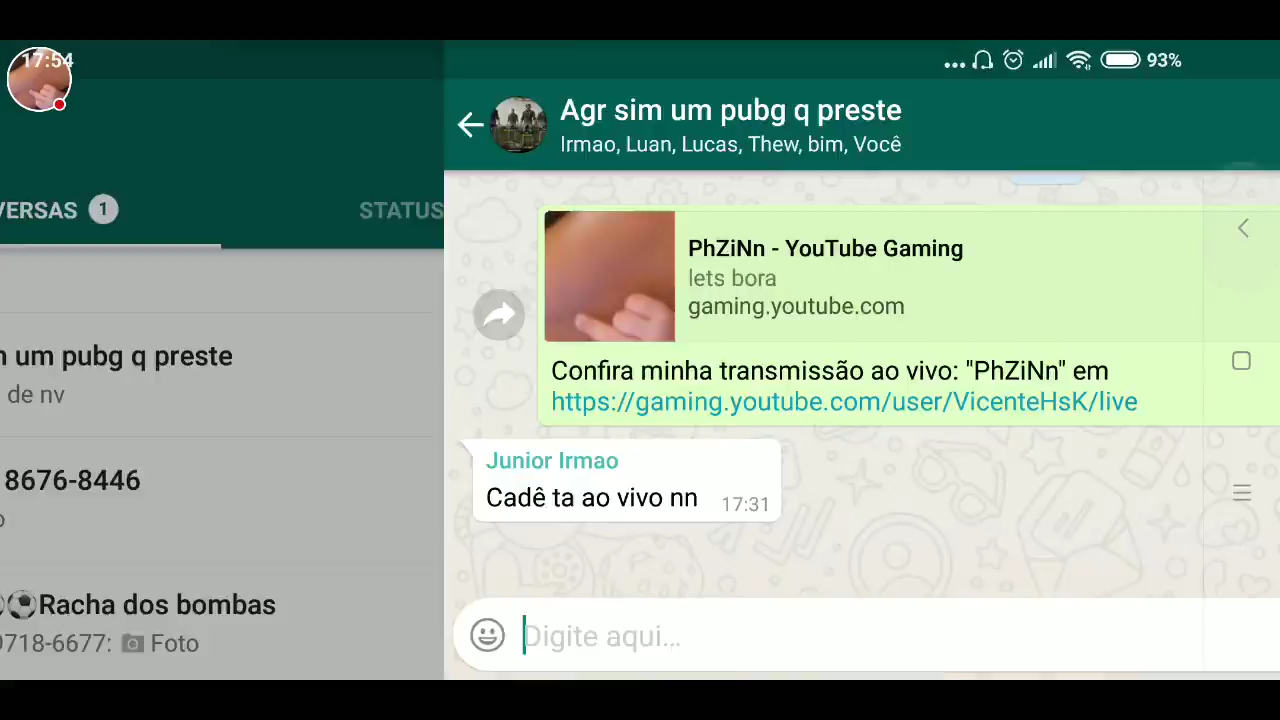 17:54
93%
Agr sim um pubg q preste
Irmao, Luan, Lucas, Thew, bim, Você
VERSAS 1
STATUS
PhZiNn - YouTube Gaming
lets bora
gaming.youtube.com
Confira minha transmissão ao vivo: "PhZiNn" em
https://gaming.youtube.com/user/VicenteHsK/live
um pubg q preste
de nv
8676-8446
Junior Irmao
Cadê ta ao vivo nn 17:31
Racha dos bombas
9718-6677: Foto
Digite aqui...